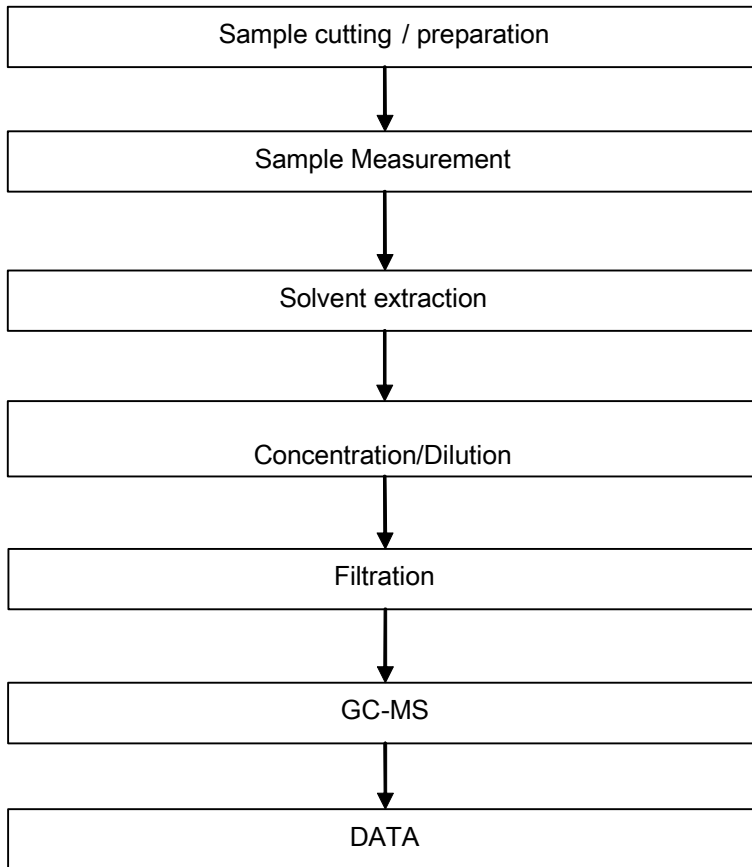 Sample cutting / preparation
Sample Measurement
Solvent extraction
Concentration/Dilution
Filtration
GC-MS
DATA